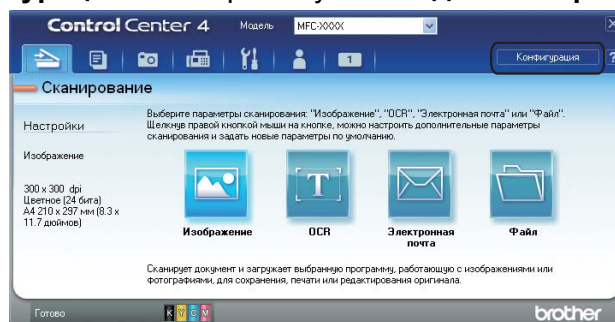 Control Center 4 Модель MFC-XXXX
1
Конфигурация ?
Сканирование
Выберите параметры сканирования: "Изображение", "OCR", "Электронная почта" или "Файл".
Щелкнув правой кнопкой мыши на кнопке, можно настроить дополнительные параметры
сканирования и задать новые параметры по умолчанию.
Настройки
Изображение
300 x 300 dpi
Цветное (24 бита)
A4 210 x 297 мм (8.3 x
11.7 дюймов)
T
Изображение OCR Электронная
почта
Файл
Сканирует документ и загружает выбранную программу, работающую с изображениями или
фотографиями, для сохранения, печати или редактирования оригинала.
Готово K Y C M brother